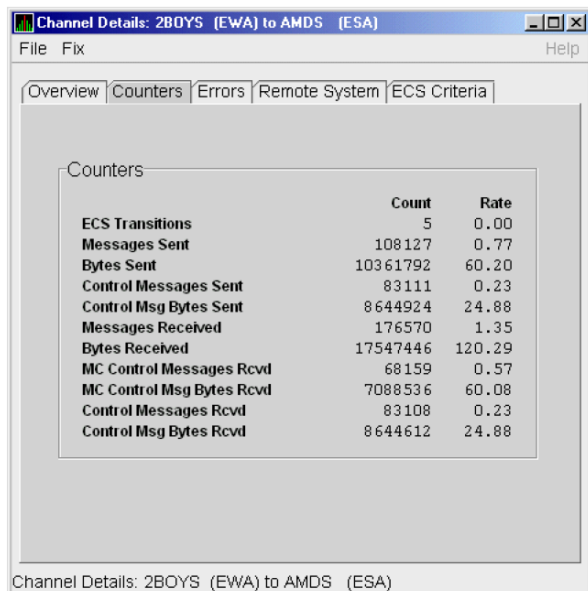 Channel Details: 2BOYS (EWA) to AMDS (ESA)
File Fix Help
Overview Counters Errors Remote System ECS Criteria
Counters
Count Rate
ECS Transitions 5 0.00
Messages Sent 108127 0.77
Bytes Sent 10361792 60.20
Control Messages Sent 83111 0.23
Control Msg Bytes Sent 8644924 24.88
Messages Received 176570 1.35
Bytes Received 17547446 120.29
MC Control Messages Rcvd 68159 0.57
MC Control Msg Bytes Rcvd 7088536 60.08
Control Messages Rcvd 83108 0.23
Control Msg Bytes Rcvd 8644612 24.88
Channel Details: 2BOYS (EWA) to AMDS (ESA)